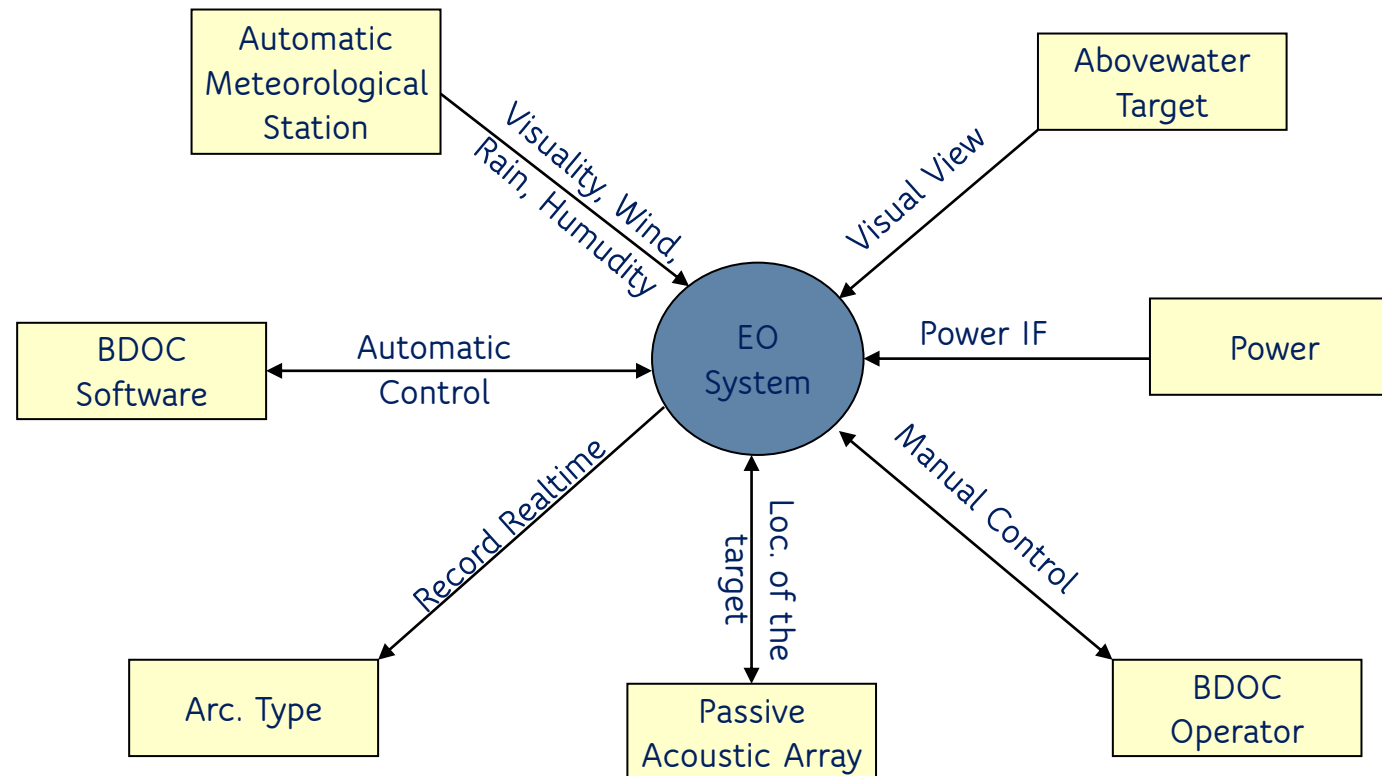 Automatic
Meteorological
Station
Abovewater
Target
Visuality, Wind,
Rain, Humudity
Visual View
EO
System
Power IF
Power
BDOC
Software
Automatic
Control
Manual Control
Record Realtime
Loc. of the
target
Arc. Type
Passive
Acoustic Array
BDOC
Operator